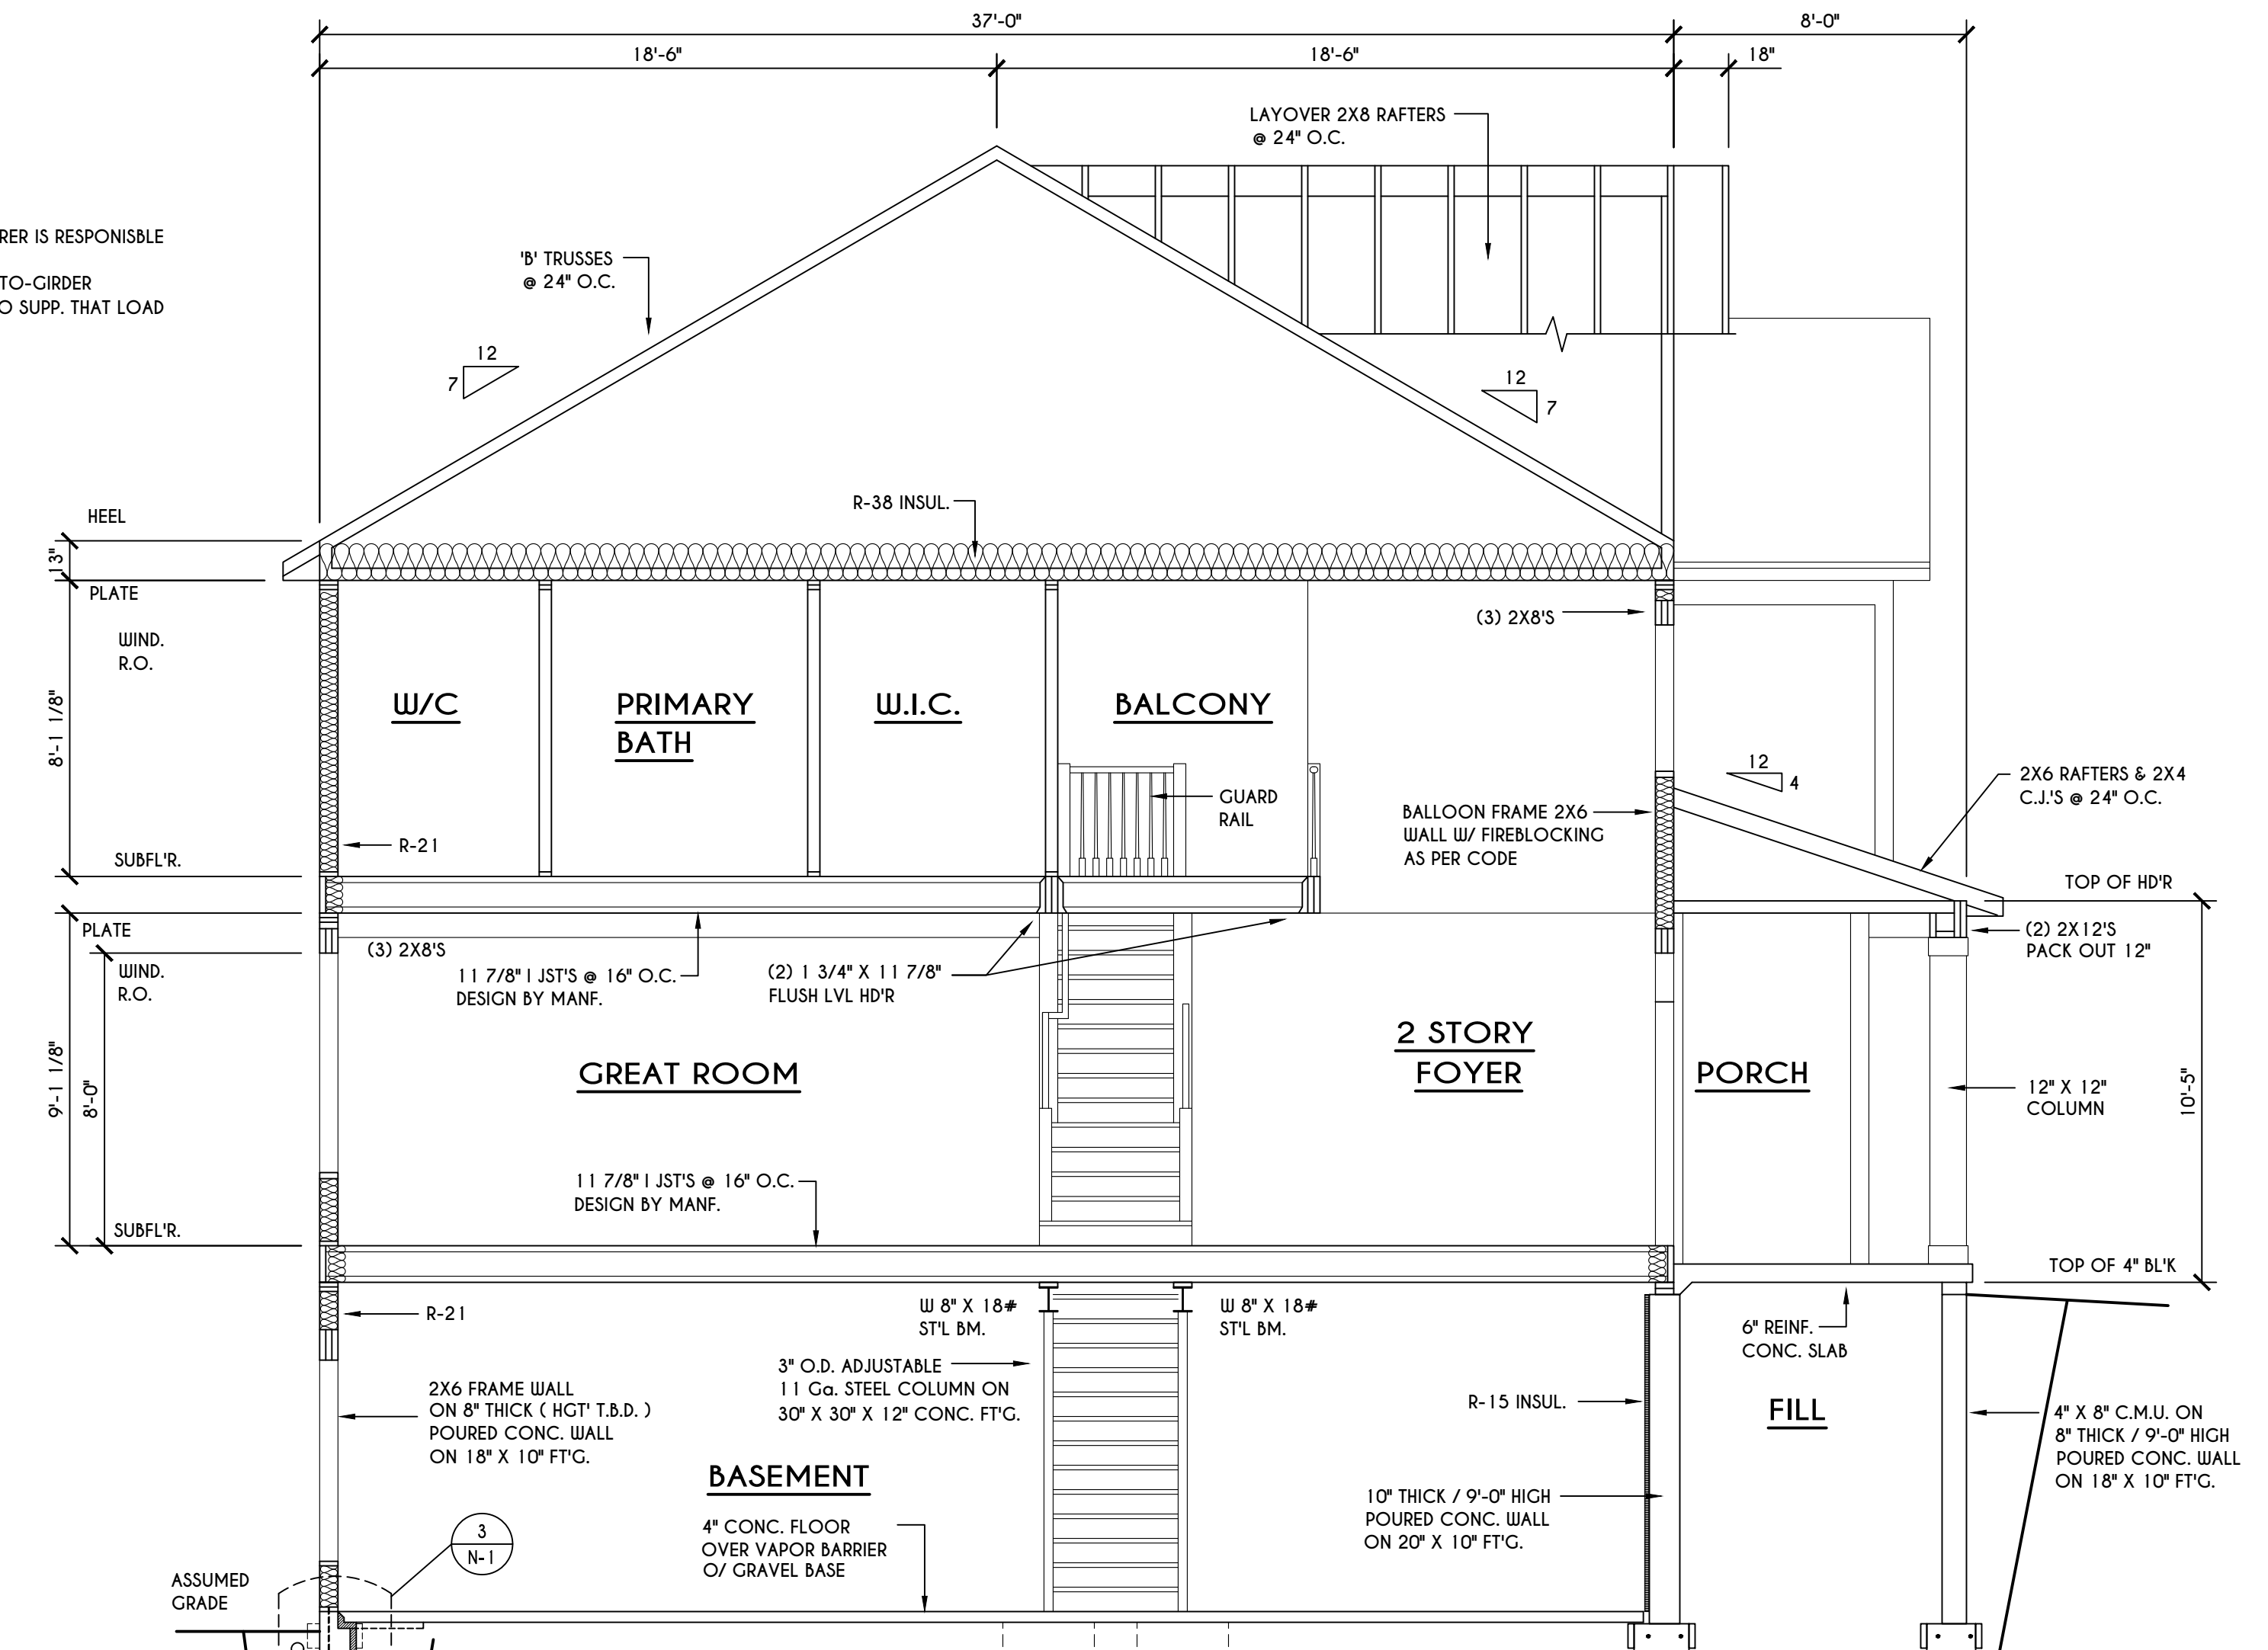 37'-0"
8'-0"
18'-6"
18'-6"
18"
LAYOVER 2X8 RAFTERS
@ 24" O.C.
RER IS RESPONISBLE
TO-GIRDER
O SUPP. THAT LOAD
'B' TRUSSES
@ 24" O.C.
12
7
12
7
HEEL
13"
R-38 INSUL.
PLATE
WIND.
R.O.
(3) 2X8'S
8'-1 1/8"
W/C
PRIMARY
BATH
W.I.C.
BALCONY
12
4
2X6 RAFTERS & 2X4
C.J.'S @ 24" O.C.
GUARD
RAIL
BALLOON FRAME 2X6
WALL W/ FIREBLOCKING
AS PER CODE
R-21
SUBFL'R.
TOP OF HD'R
PLATE
(3) 2X8'S
WIND.
R.O.
11 7/8" I JST'S @ 16" O.C.
DESIGN BY MANF.
(2) 1 3/4" X 11 7/8"
FLUSH LVL HD'R
(2) 2X12'S
PACK OUT 12"
9'-1 1/8"
8'-0"
GREAT ROOM
2 STORY
FOYER
PORCH
12" X 12"
COLUMN
10'-5"
11 7/8" I JST'S @ 16" O.C.
DESIGN BY MANF.
SUBFL'R.
TOP OF 4" BL'K
R-21
W 8" X 18#
ST'L BM.
W 8" X 18#
ST'L BM.
6" REINF.
CONC. SLAB
3" O.D. ADJUSTABLE
11 Ga. STEEL COLUMN ON
30" X 30" X 12" CONC. FT'G.
2X6 FRAME WALL
ON 8" THICK ( HGT' T.B.D. )
POURED CONC. WALL
ON 18" X 10" FT'G.
R-15 INSUL.
FILL
4" X 8" C.M.U. ON
8" THICK / 9'-0" HIGH
POURED CONC. WALL
ON 18" X 10" FT'G.
BASEMENT
10" THICK / 9'-0" HIGH
POURED CONC. WALL
ON 20" X 10" FT'G.
3
N-1
4" CONC. FLOOR
OVER VAPOR BARRIER
O/ GRAVEL BASE
ASSUMED
GRADE